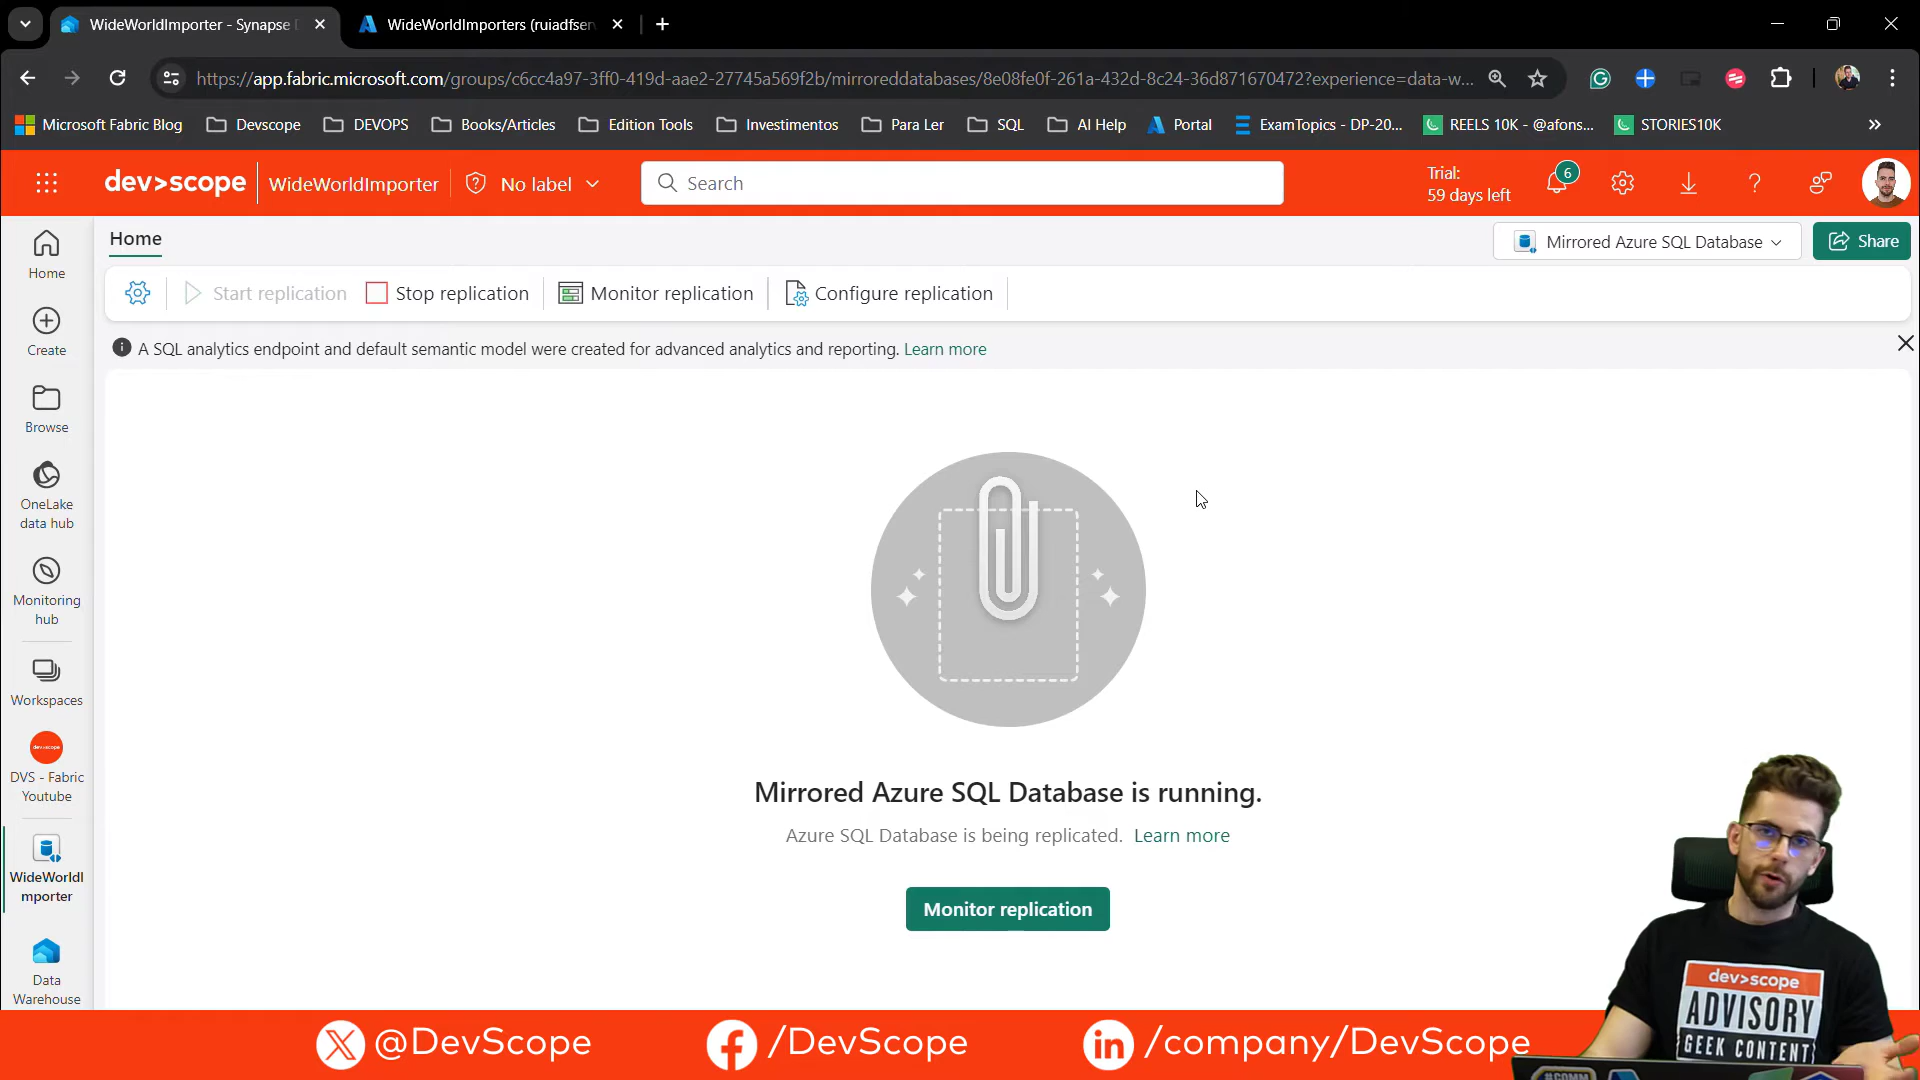 WideWorldImporter - Synapse
WideWorldImporters (ruiadfser
https://app.fabric.microsoft.com/groups/c6cc4a97-3ff0-419d-aae2-27745a569f2b/mirroreddatabases/8e08fe0f-261a-432d-8c24-36d871670472?experience=data-w...
Microsoft Fabric Blog
Devscope
DEVOPS
Books/Articles
Edition Tools
Investimentos
Para Ler
SQL
AI Help
Portal
ExamTopics - DP-20...
REELS 10K - @afons...
STORIES10K
dev>scope
WideWorldImporter
No label
Search
Trial:
59 days left
6
Home
Mirrored Azure SQL Database
Share
Start replication
Stop replication
Monitor replication
Configure replication
A SQL analytics endpoint and default semantic model were created for advanced analytics and reporting. Learn more
Home
Create
Browse
OneLake
data hub
Monitoring
hub
Workspaces
DVS - Fabric
Youtube
WideWorldI
mporter
Data
Warehouse
Mirrored Azure SQL Database is running.
Azure SQL Database is being replicated. Learn more
Monitor replication
dev>scope
ADVISORY
GEEK CONTENT
@DevScope
/DevScope
/company/DevScope